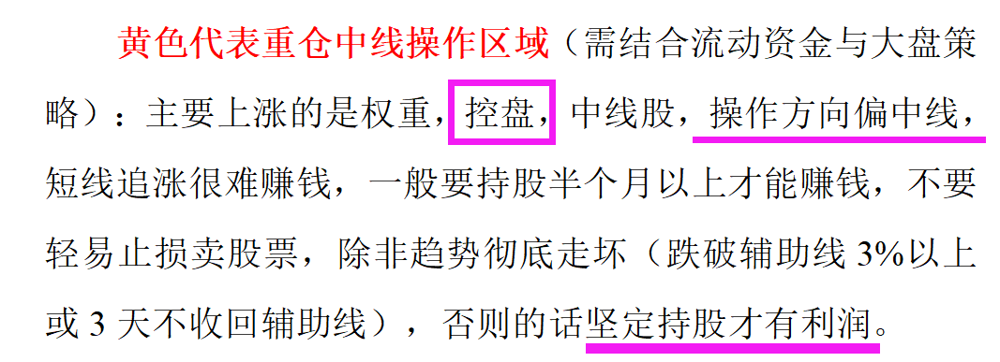 黄色代表重仓中线操作区域（需结合流动资金与大盘策
略）：主要上涨的是权重，控盘，中线股，操作方向偏中线，
短线追涨很难赚钱，一般要持股半个月以上才能赚钱，不要
轻易止损卖股票，除非趋势彻底走坏（跌破辅助线 3%以上
或 3 天不收回辅助线），否则的话坚定持股才有利润。